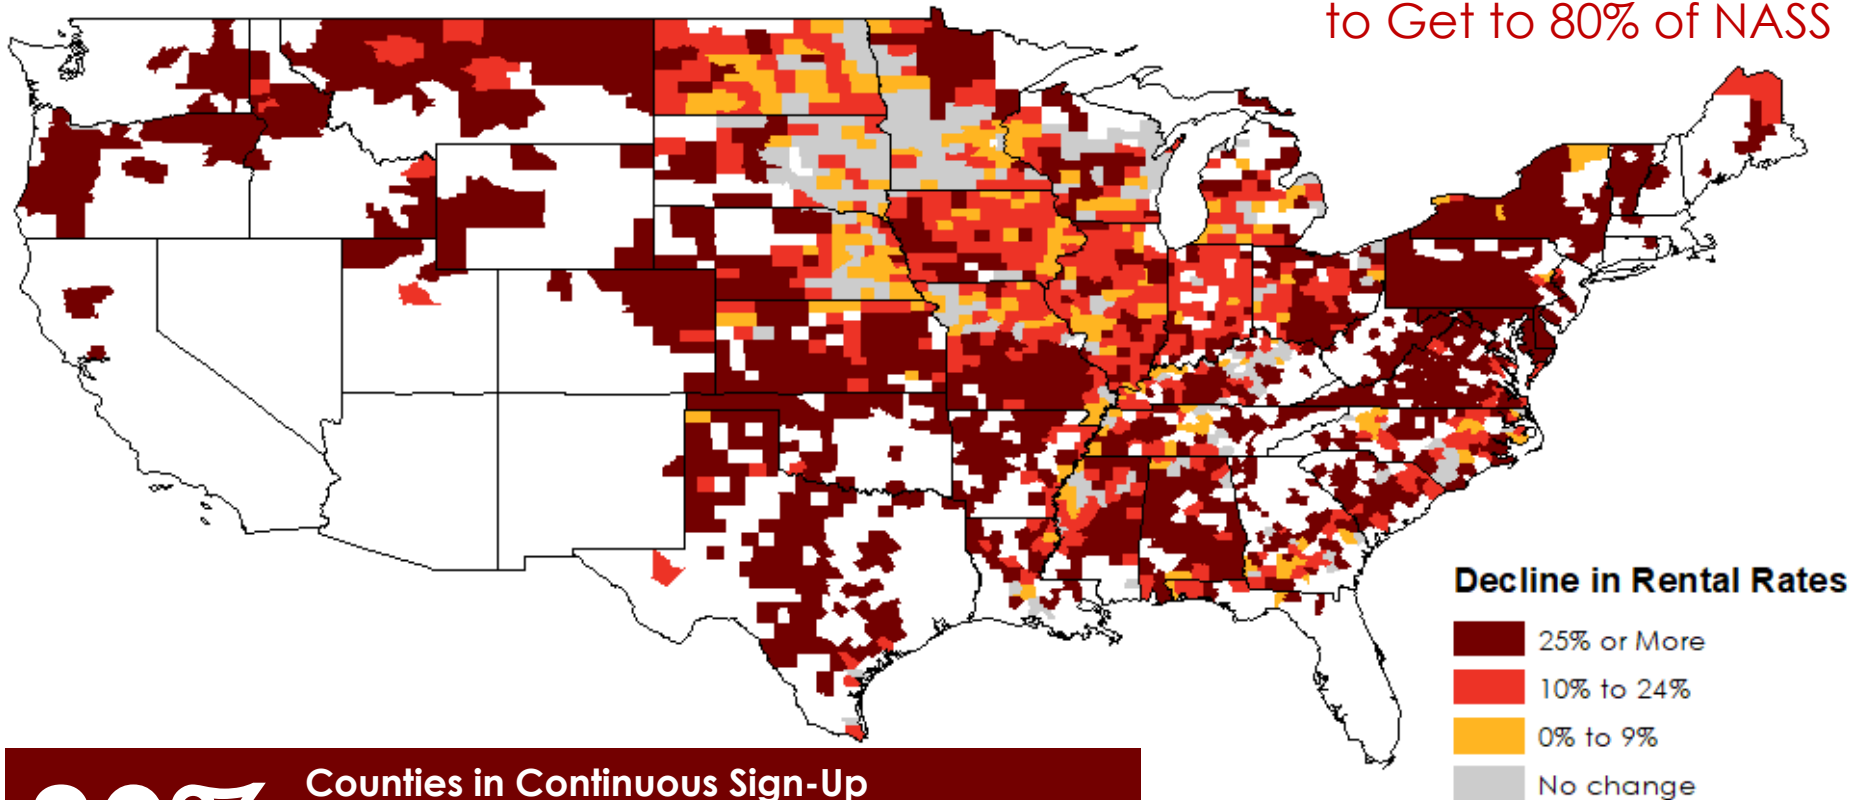 to Get to 80% of NASS
Decline in Rental Rates
25% or More
10% to 24%
0% to 9%
No change
Counties in Continuous Sign-Up